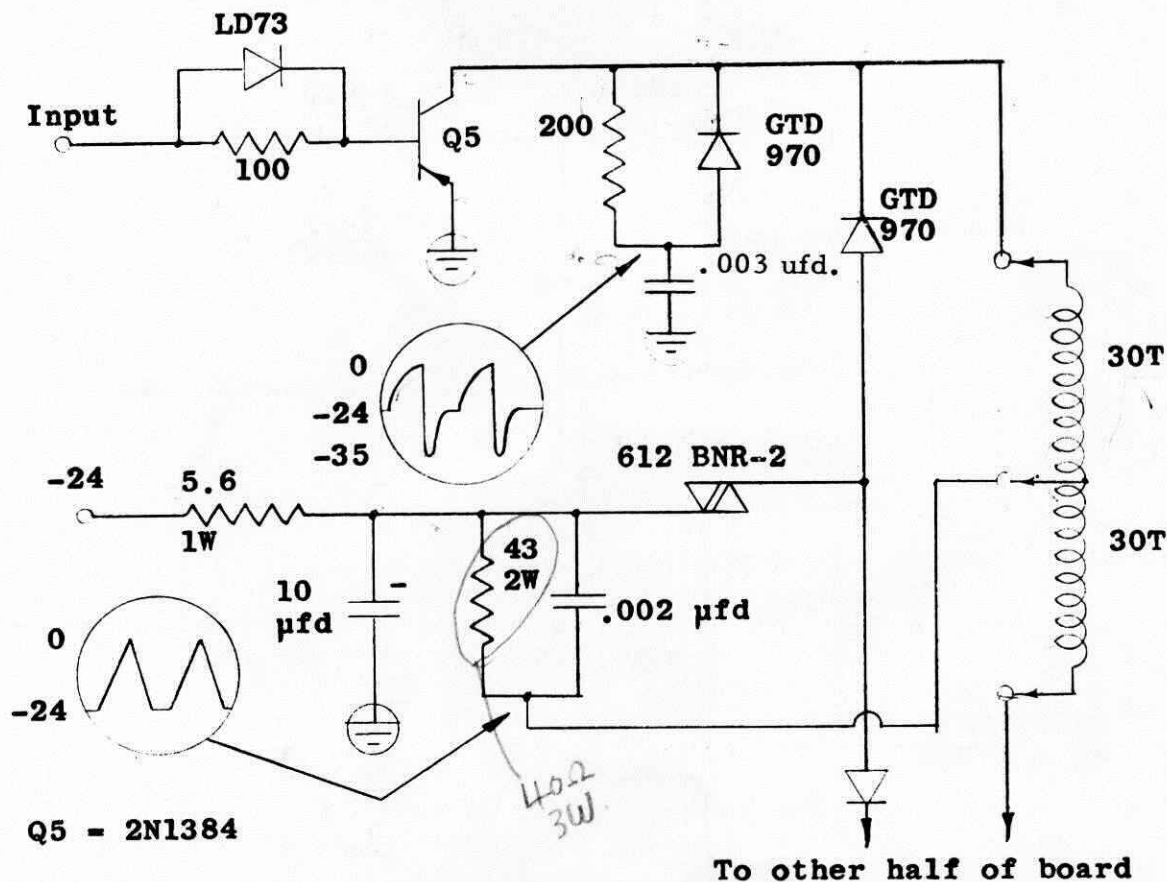 LD73
Input
100
Q5
200
GTD
970
GTD
970
.003 ufd.
0
-24
-35
30T
612 BNR-2
-24
5.6
1W
43
2W
10
µfd
-
.002 µfd
30T
0
-24
40Ω
3W.
Q5 = 2N1384
To other half of board